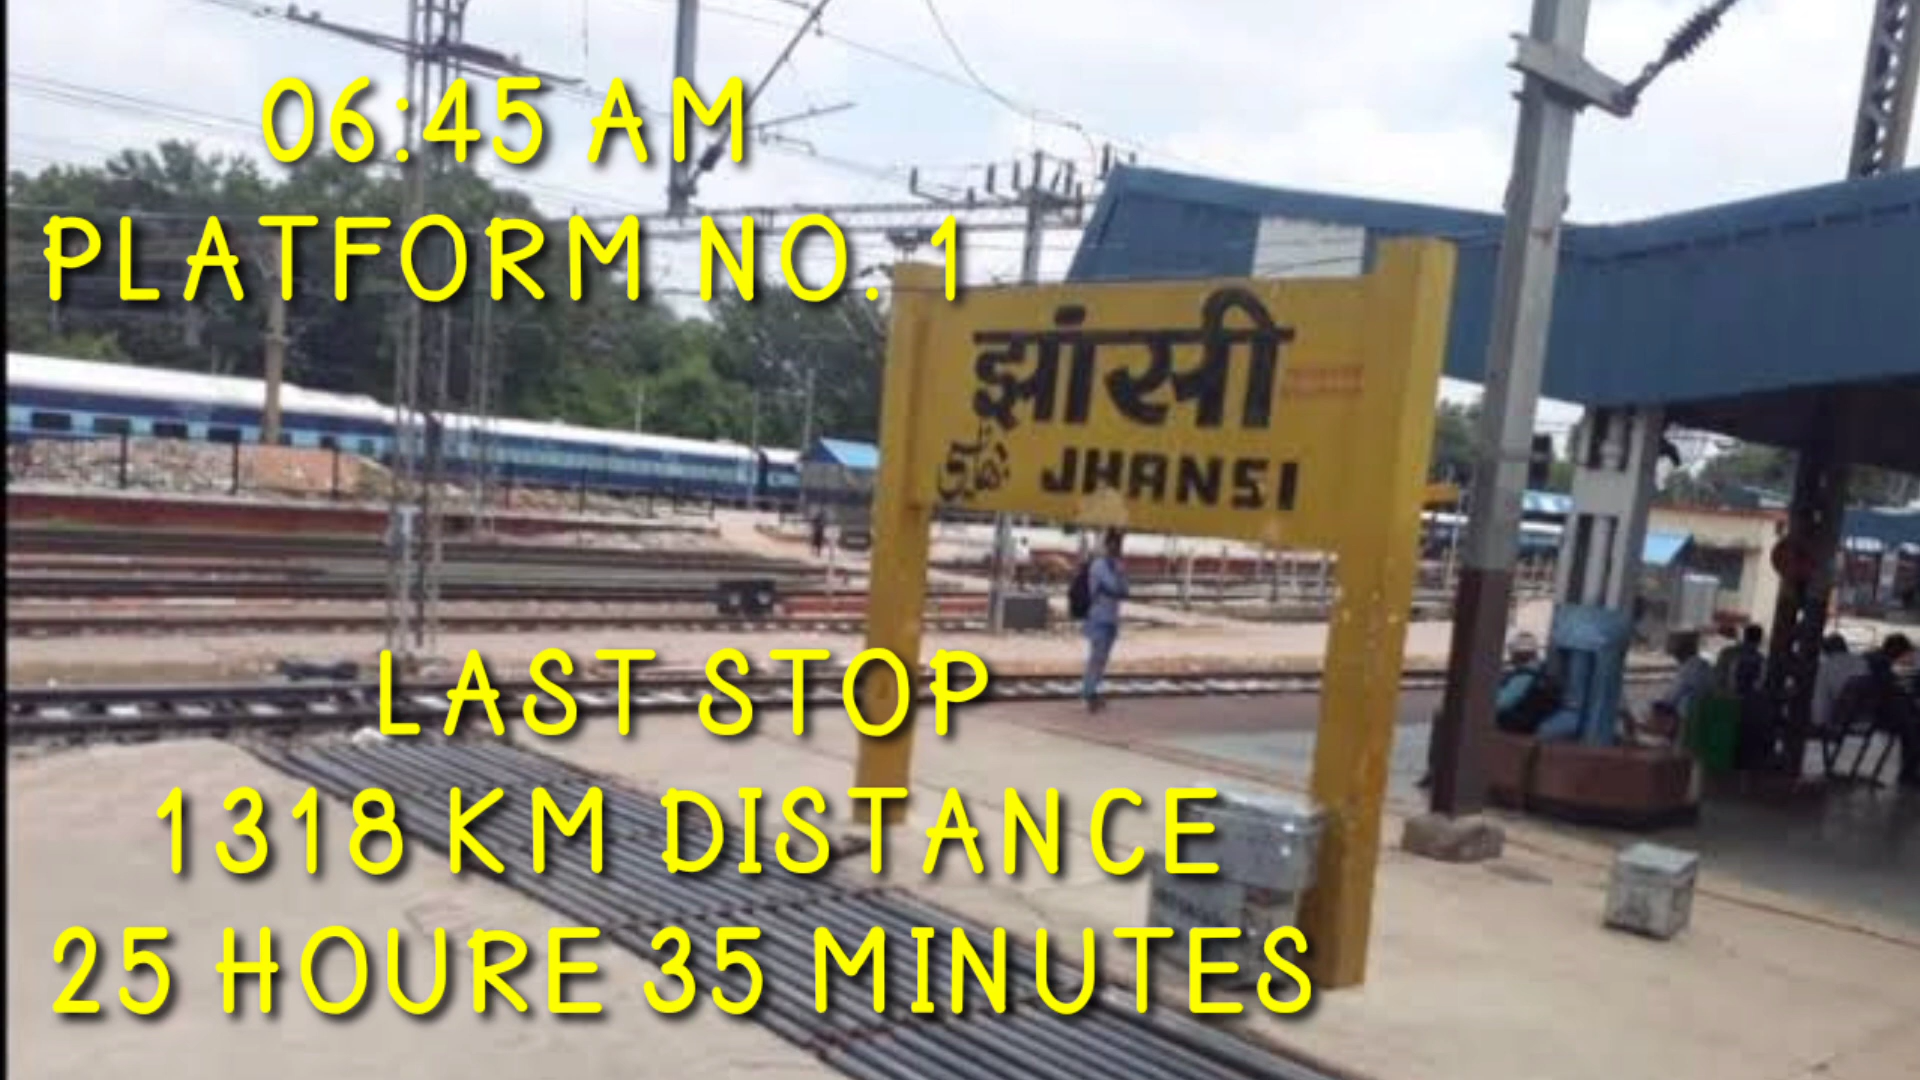 06:45 AM
PLATFORM NO. 1
झांसी
JHANSI
LAST STOP
1318 KM DISTANCE
25 HOURE 35 MINUTES